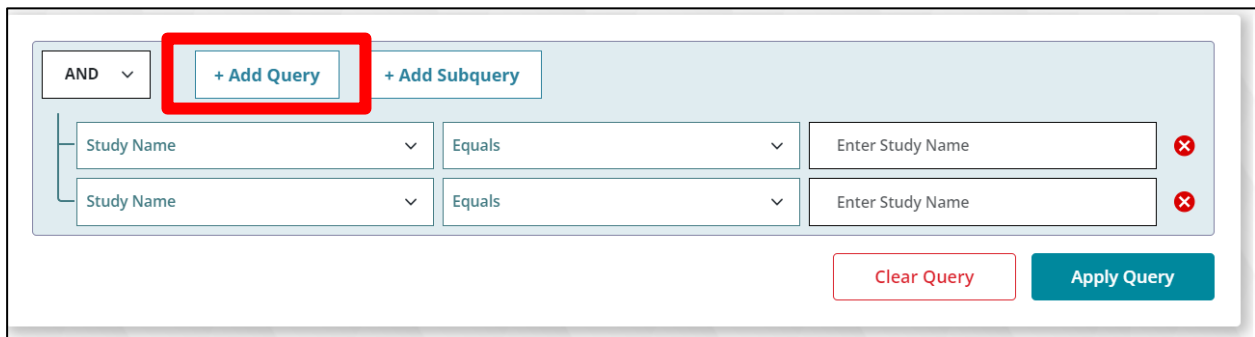 AND + Add Query + Add Subquery
Study Name Equals Enter Study Name
Study Name Equals Enter Study Name
Clear Query Apply Query